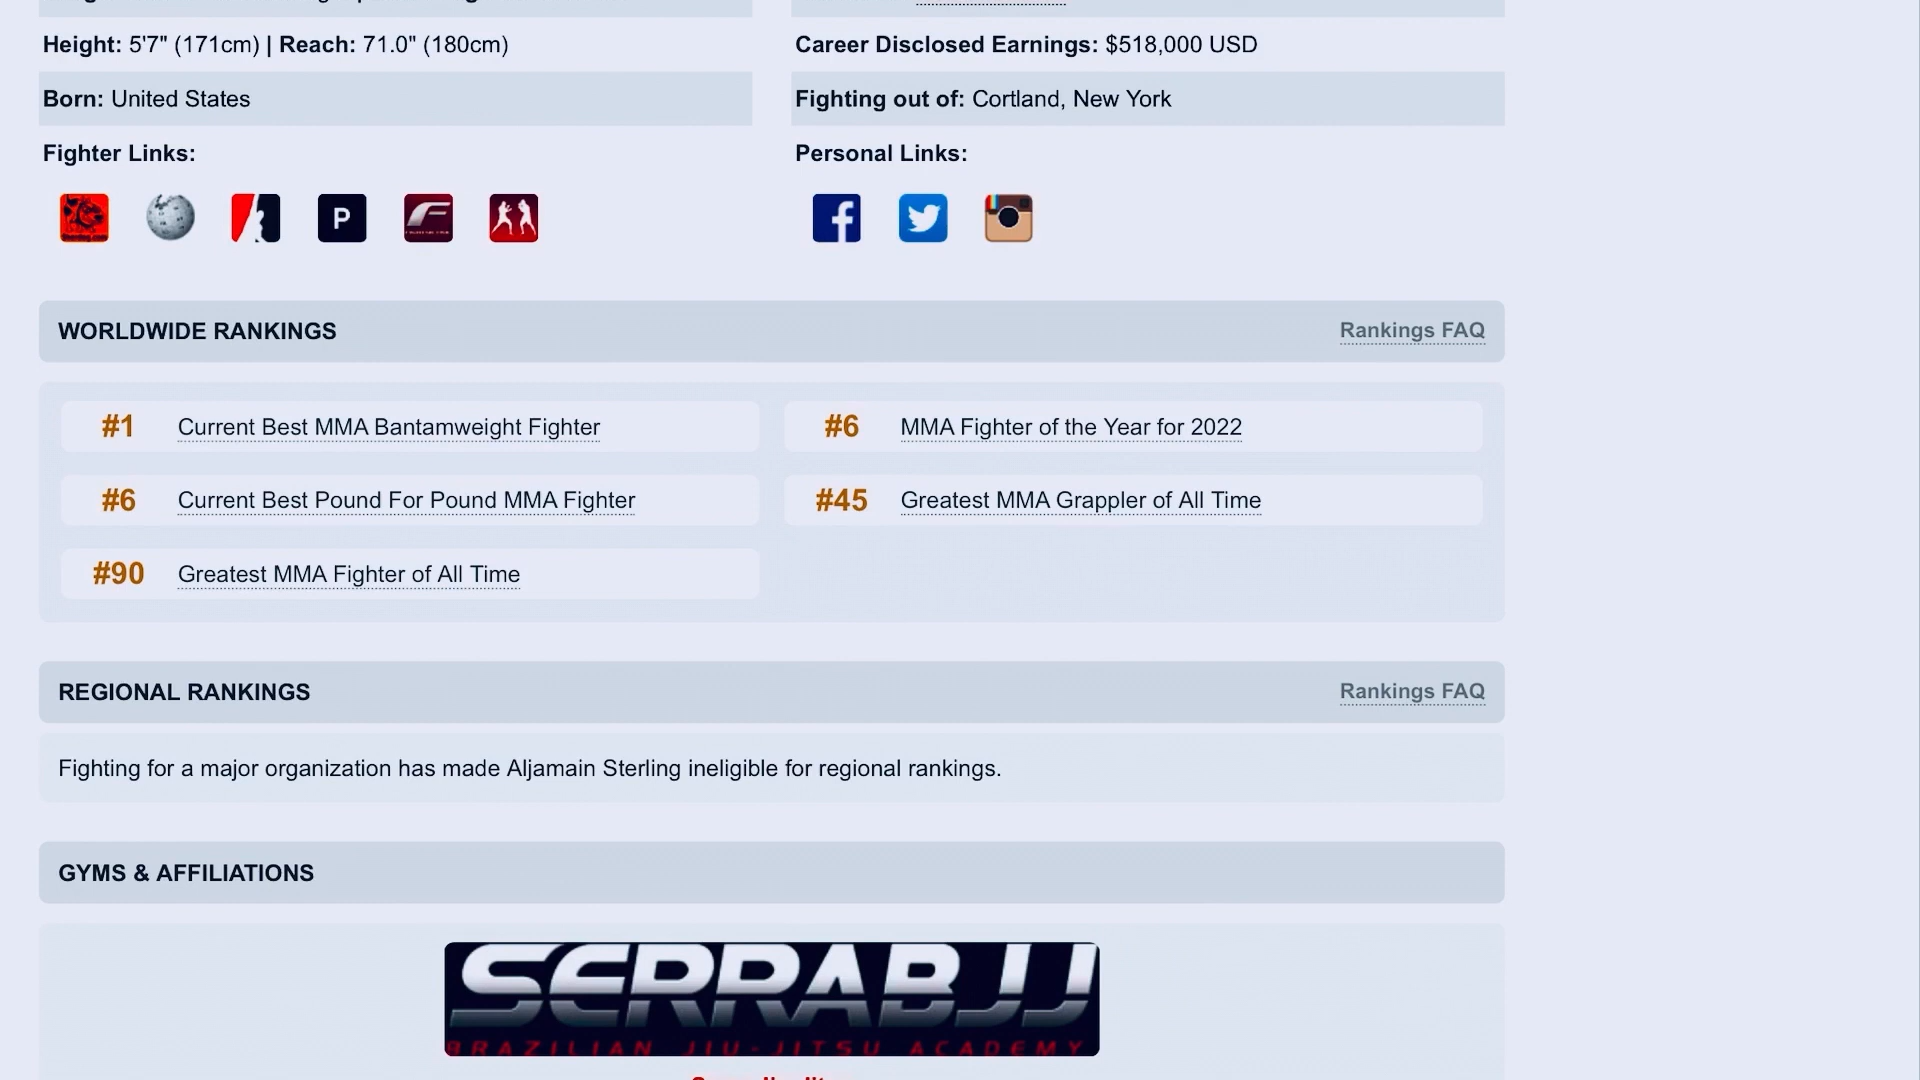 Height: 5'7" (171cm) | Reach: 71.0" (180cm)
Career Disclosed Earnings: $518,000 USD
Born: United States
Fighting out of: Cortland, New York
Fighter Links:
Personal Links:
P
F
f
WORLDWIDE RANKINGS
Rankings FAQ
#1 Current Best MMA Bantamweight Fighter
#6 MMA Fighter of the Year for 2022
#6 Current Best Pound For Pound MMA Fighter
#45 Greatest MMA Grappler of All Time
#90 Greatest MMA Fighter of All Time
REGIONAL RANKINGS
Rankings FAQ
Fighting for a major organization has made Aljamain Sterling ineligible for regional rankings.
GYMS & AFFILIATIONS
SERRABJJ
BRAZILIAN JIU-JITSU ACADEMY